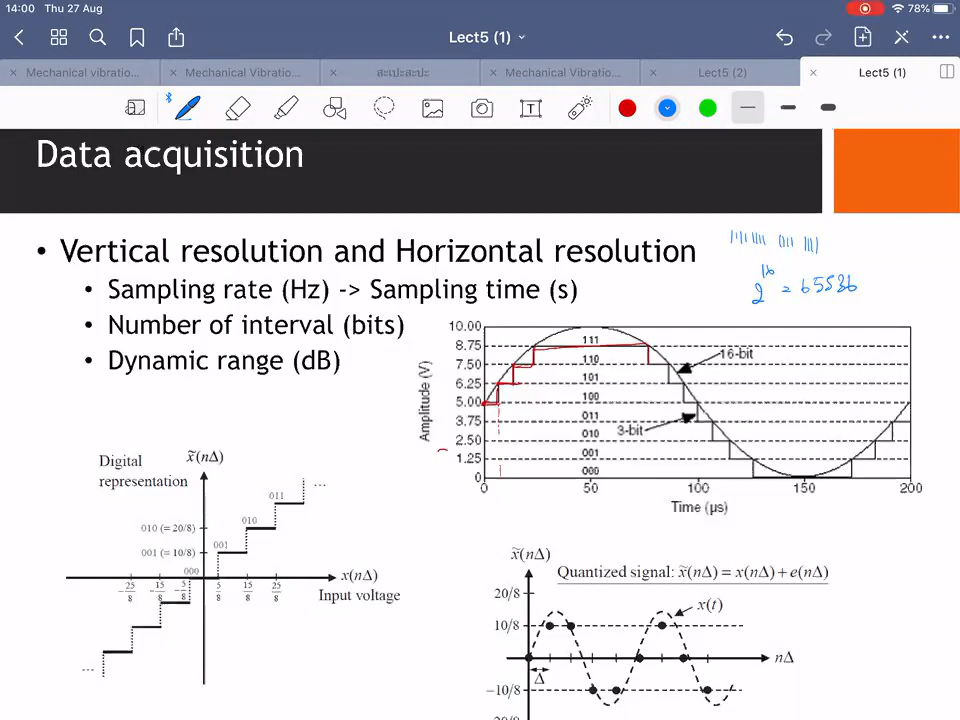 14:00 Thu 27 Aug
78%
Lect5 (1)
Mechanical vibratio...
Mechanical Vibratio...
สะเปะสะปะ
Mechanical Vibratio...
Lect5 (2)
Lect5 (1)
Data acquisition
• Vertical resolution and Horizontal resolution
• Sampling rate (Hz) -> Sampling time (s)
• Number of interval (bits)
• Dynamic range (dB)
2^16 = 65536
Amplitude (V)
10.00
8.75
7.50
6.25
5.00
3.75
2.50
1.25
0
111
110
101
100
011
010
001
000
16-bit
3-bit
0 50 100 150 200
Time (µs)
Digital
representation
x̃(nΔ)
...
011
010 (= 20/8)
010
001 (= 10/8)
001
000
x(nΔ)
Input voltage
−25/8 −15/8 −5/8 5/8 15/8 25/8
...
x̃(nΔ)
Quantized signal: x̃(nΔ) = x(nΔ) + e(nΔ)
20/8
x(t)
10/8
nΔ
Δ
−10/8
−20/8